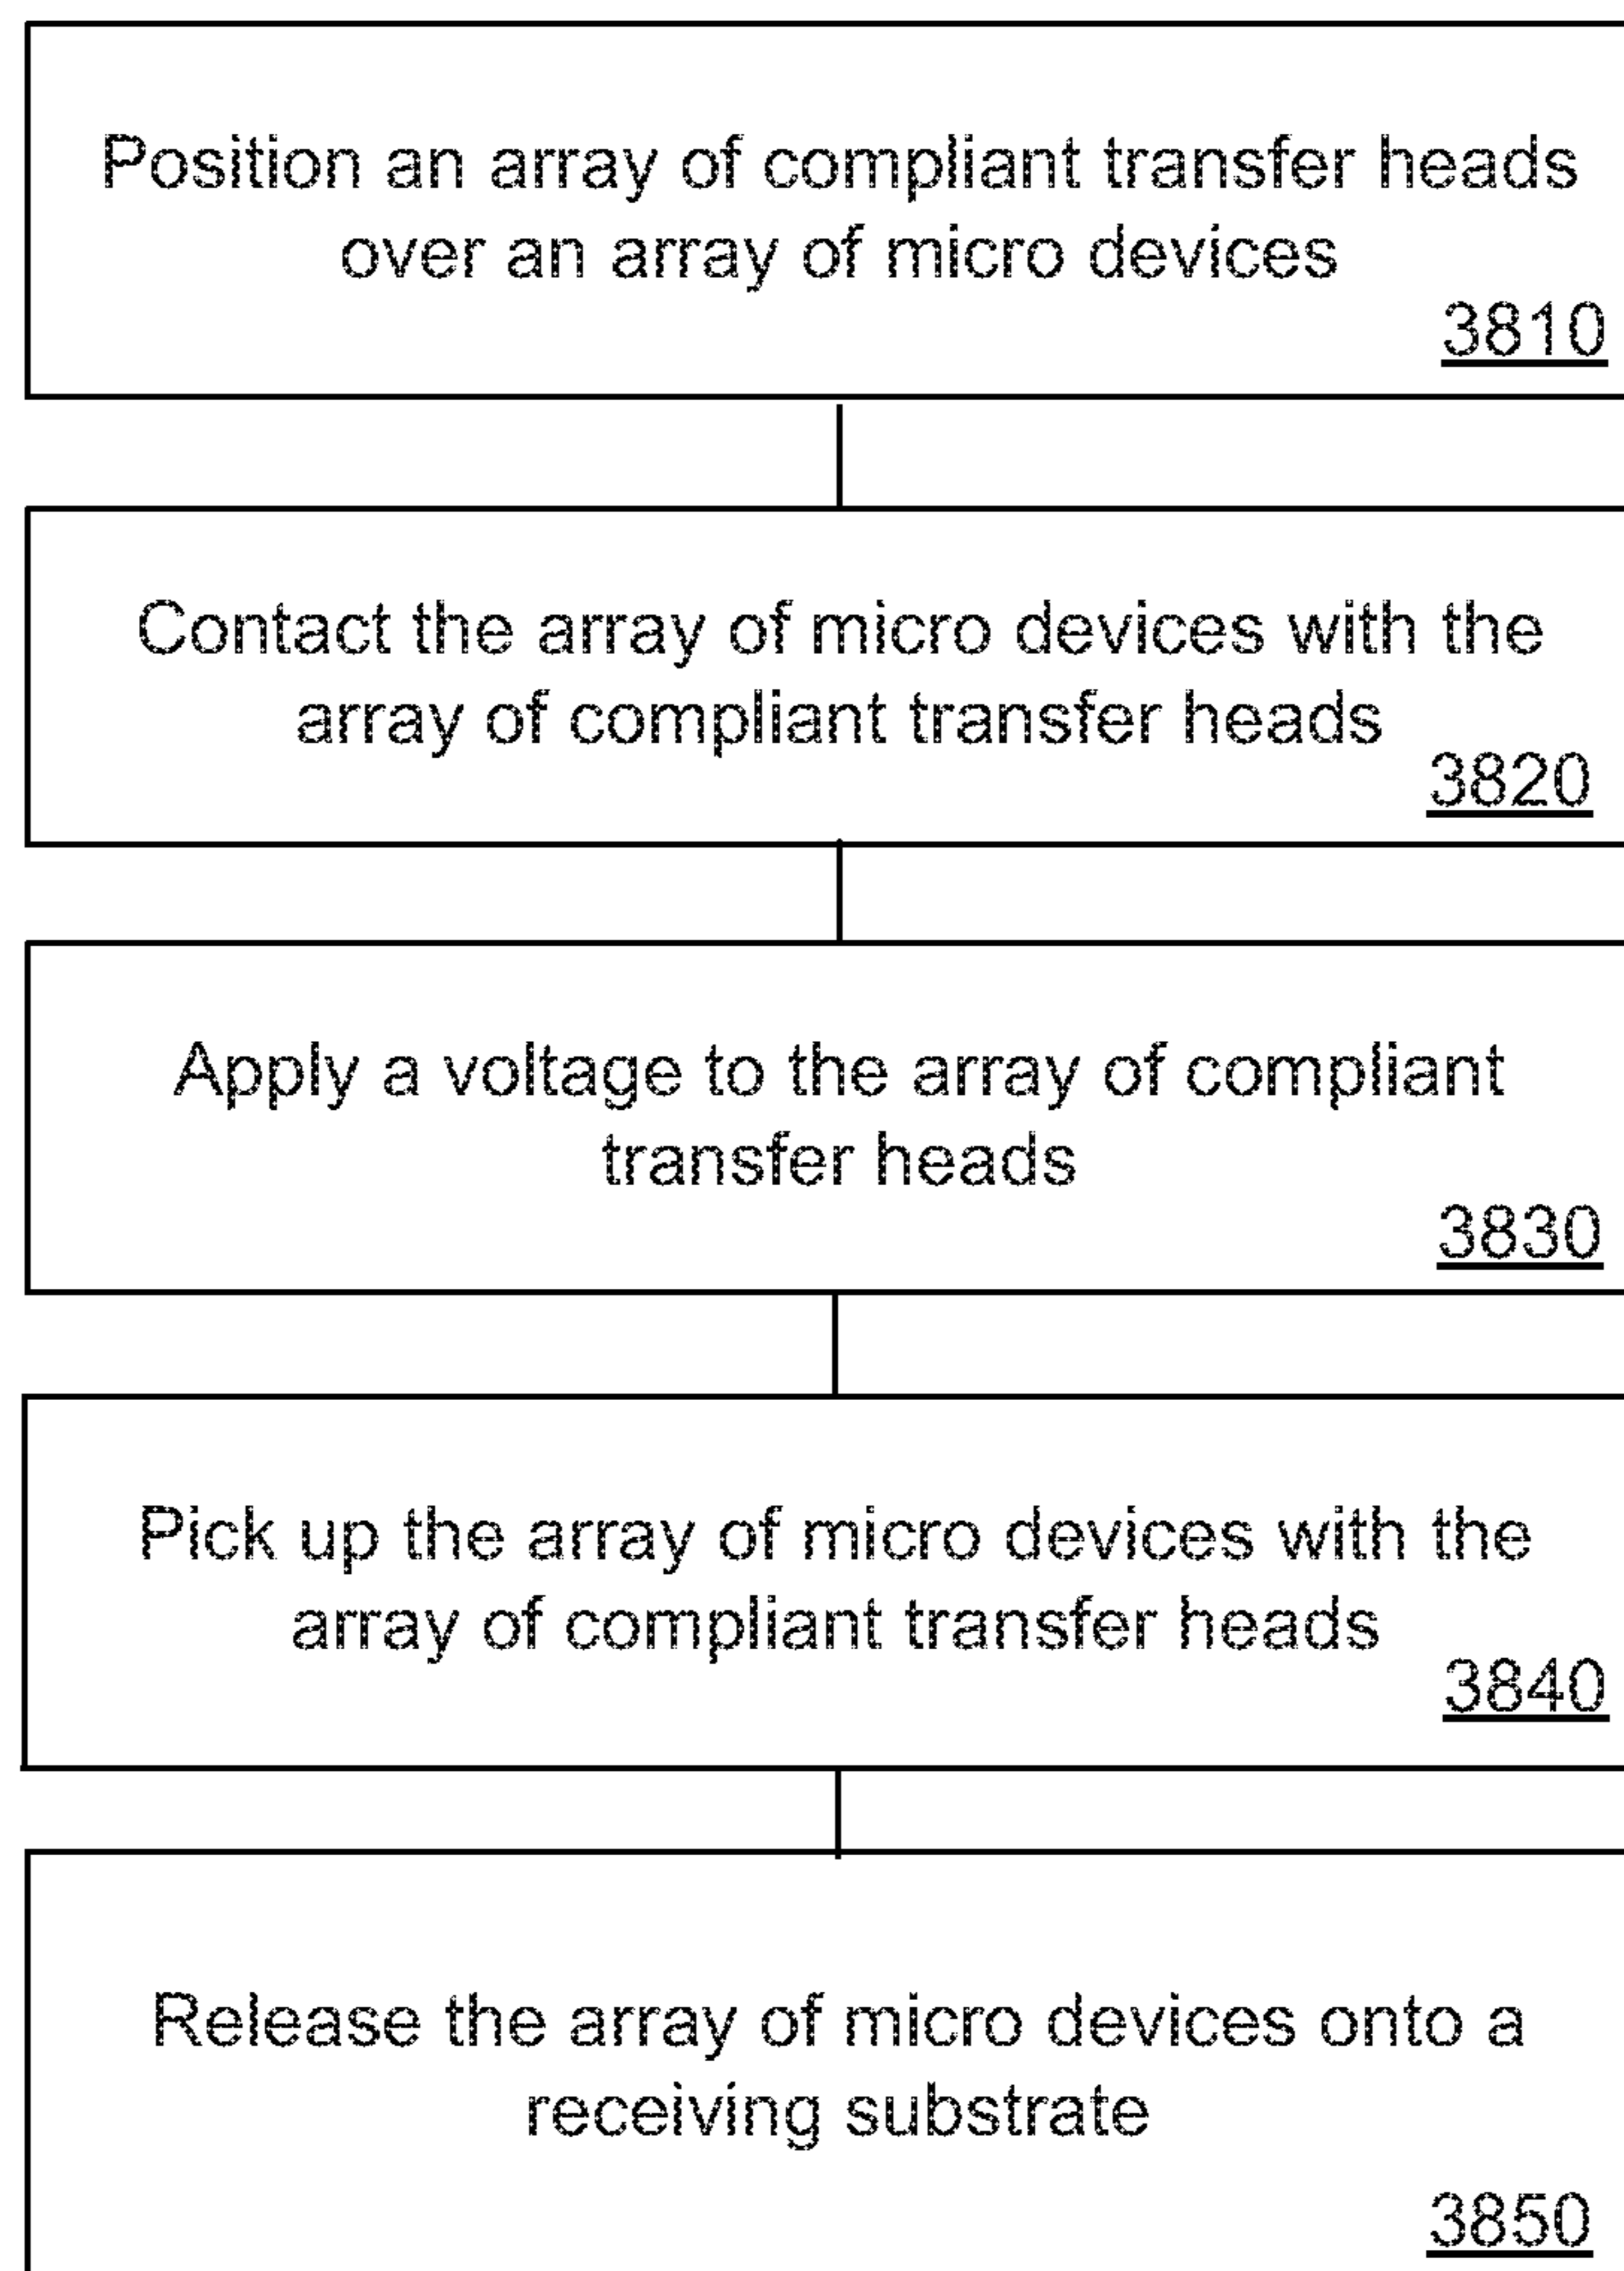 Position an array of compliant transfer heads
over an array of micro devices
3810
Contact the array of micro devices with the
array of compliant transfer heads
3820
Apply a voltage to the array of compliant
transfer heads
3830
Pick up the array of micro devices with the
array of compliant transfer heads
3840
Release the array of micro devices onto a
receiving substrate
3850